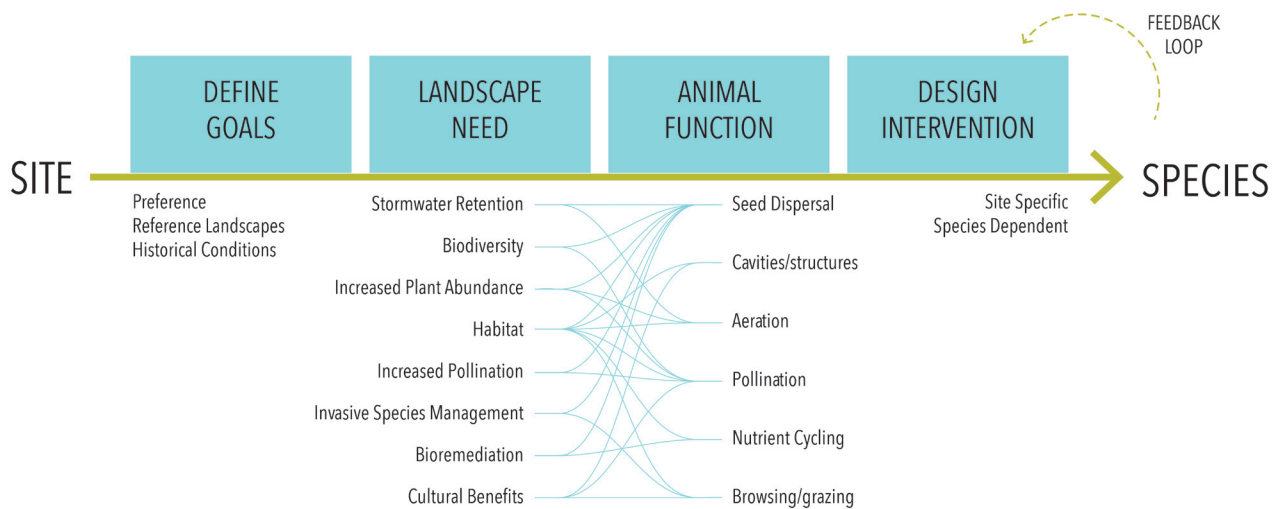 FEEDBACK
LOOP
DEFINE
GOALS
LANDSCAPE
NEED
ANIMAL
FUNCTION
DESIGN
INTERVENTION
SITE
SPECIES
Preference
Reference Landscapes
Historical Conditions
Stormwater Retention
Biodiversity
Increased Plant Abundance
Habitat
Increased Pollination
Invasive Species Management
Bioremediation
Cultural Benefits
Seed Dispersal
Cavities/structures
Aeration
Pollination
Nutrient Cycling
Browsing/grazing
Site Specific
Species Dependent